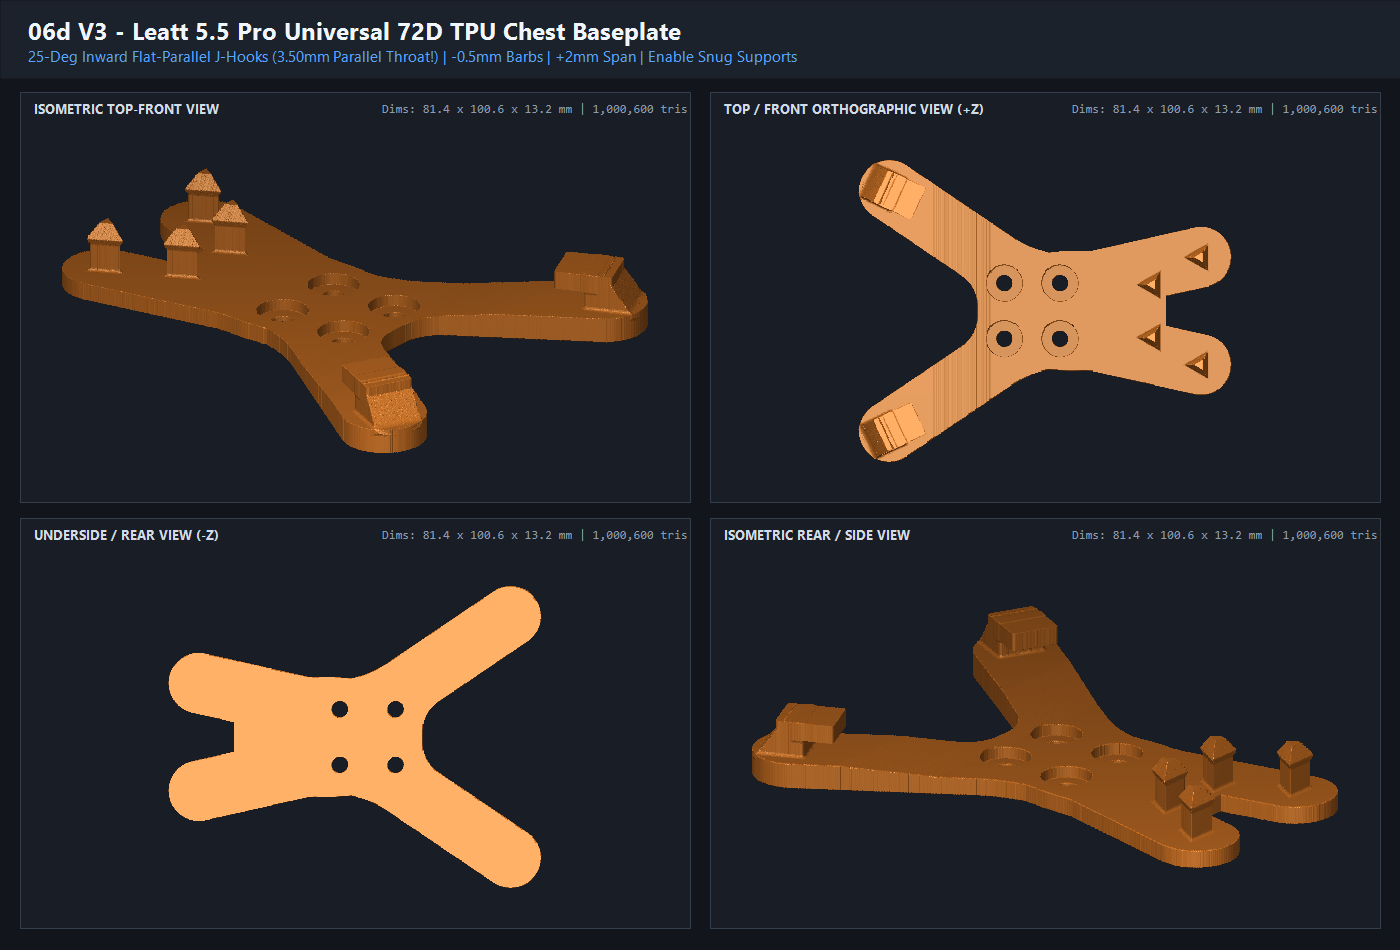 06d V3 - Leatt 5.5 Pro Universal 72D TPU Chest Baseplate
25-Deg Inward Flat-Parallel J-Hooks (3.50mm Parallel Throat!) | -0.5mm Barbs | +2mm Span | Enable Snug Supports
ISOMETRIC TOP-FRONT VIEW
Dims: 81.4 x 100.6 x 13.2 mm | 1,000,600 tris
TOP / FRONT ORTHOGRAPHIC VIEW (+Z)
Dims: 81.4 x 100.6 x 13.2 mm | 1,000,600 tris
UNDERSIDE / REAR VIEW (-Z)
Dims: 81.4 x 100.6 x 13.2 mm | 1,000,600 tris
ISOMETRIC REAR / SIDE VIEW
Dims: 81.4 x 100.6 x 13.2 mm | 1,000,600 tris